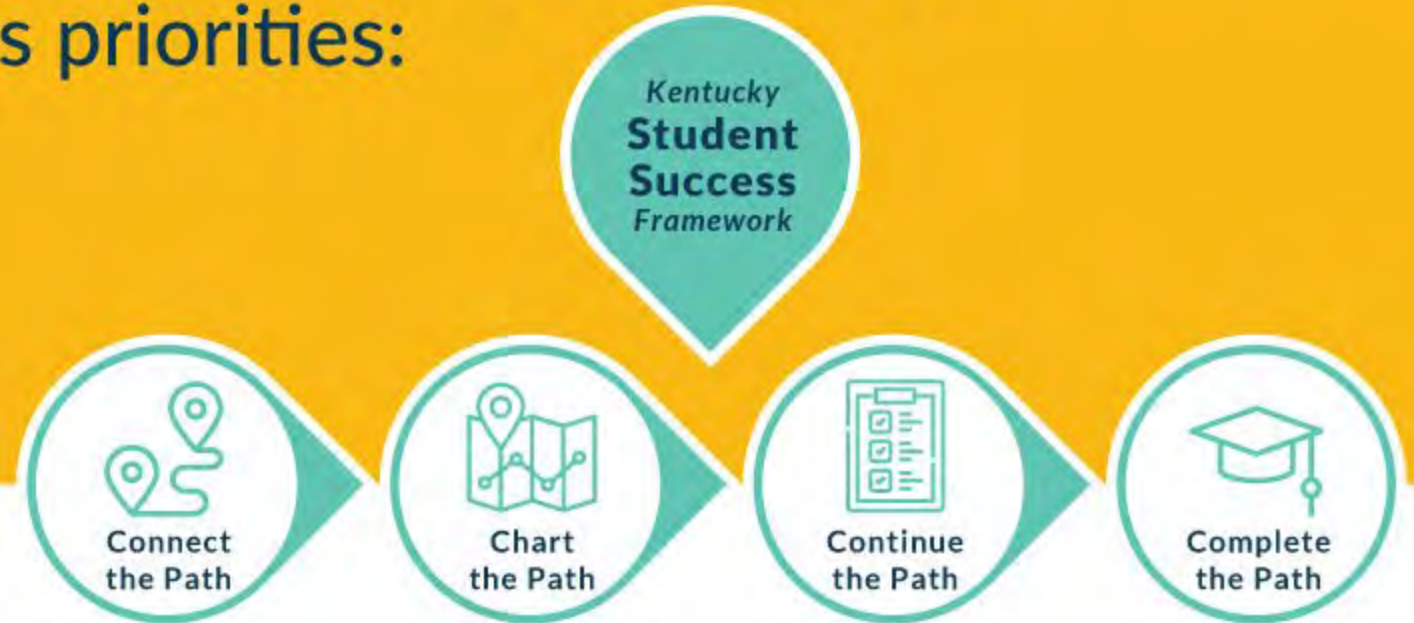 s priorities:
Kentucky
Student
Success
Framework
Connect
the Path
Chart
the Path
Continue
the Path
Complete
the Path